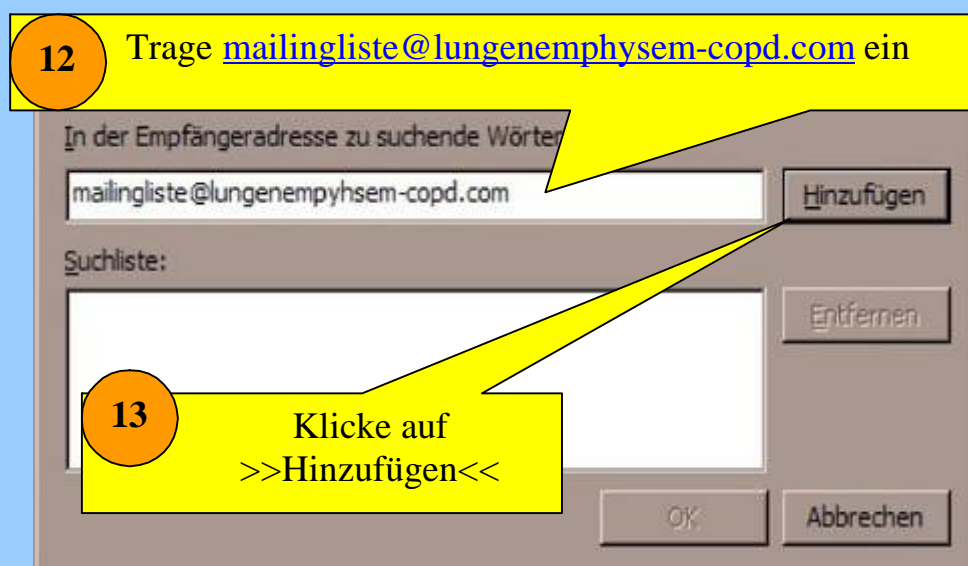 12
Trage mailingliste@lungenemphysem-copd.com ein
In der Empfängeradresse zu suchende Wörter
mailingliste@lungenempyhsem-copd.com
Hinzufügen
Suchliste:
Entfernen
13
Klicke auf
>>Hinzufügen<<
OK
Abbrechen